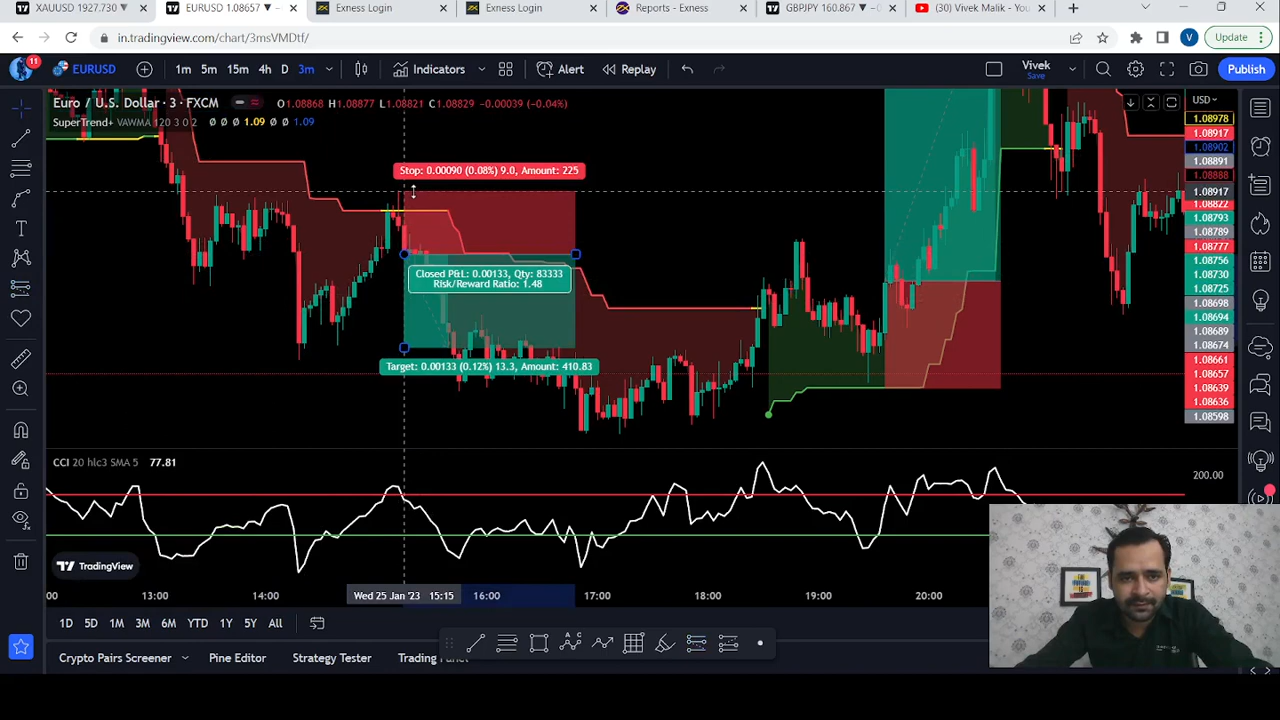 XAUUSD 1927.730 ▼
EURUSD 1.08657 ▼ −
Exness Login
Exness Login
Reports - Exness
GBPJPY 160.867 ▼ −
(30) Vivek Malik - You
in.tradingview.com/chart/3msVMDtf/
V
Update
11
EURUSD
1m 5m 15m 4h D 3m
Indicators
Alert
Replay
Vivek
Save
Publish
Euro / U.S. Dollar · 3 · FXCM
O1.08868 H1.08877 L1.08821 C1.08829 −0.00039 (−0.04%)
SuperTrend+ VAWMA 120 3 0 2 Ø Ø Ø 1.09 Ø Ø 1.09
USD
1.08978
1.08917
1.08902
1.08891
1.08888
1.08917
1.08822
1.08793
1.08789
1.08777
1.08756
1.08730
1.08725
1.08698
1.08694
1.08689
1.08674
1.08661
1.08657
1.08639
1.08636
1.08598
Stop: 0.00090 (0.08%) 9.0, Amount: 225
Closed P&L: 0.00133, Qty: 83333
Risk/Reward Ratio: 1.48
Target: 0.00133 (0.12%) 13.3, Amount: 410.83
CCI 20 hlc3 SMA 5 77.81
200.00
TradingView
:00 13:00 14:00 Wed 25 Jan '23 15:15 16:00 17:00 18:00 19:00 20:00
1D 5D 1M 3M 6M YTD 1Y 5Y All
Crypto Pairs Screener
Pine Editor
Strategy Tester
Trading Panel